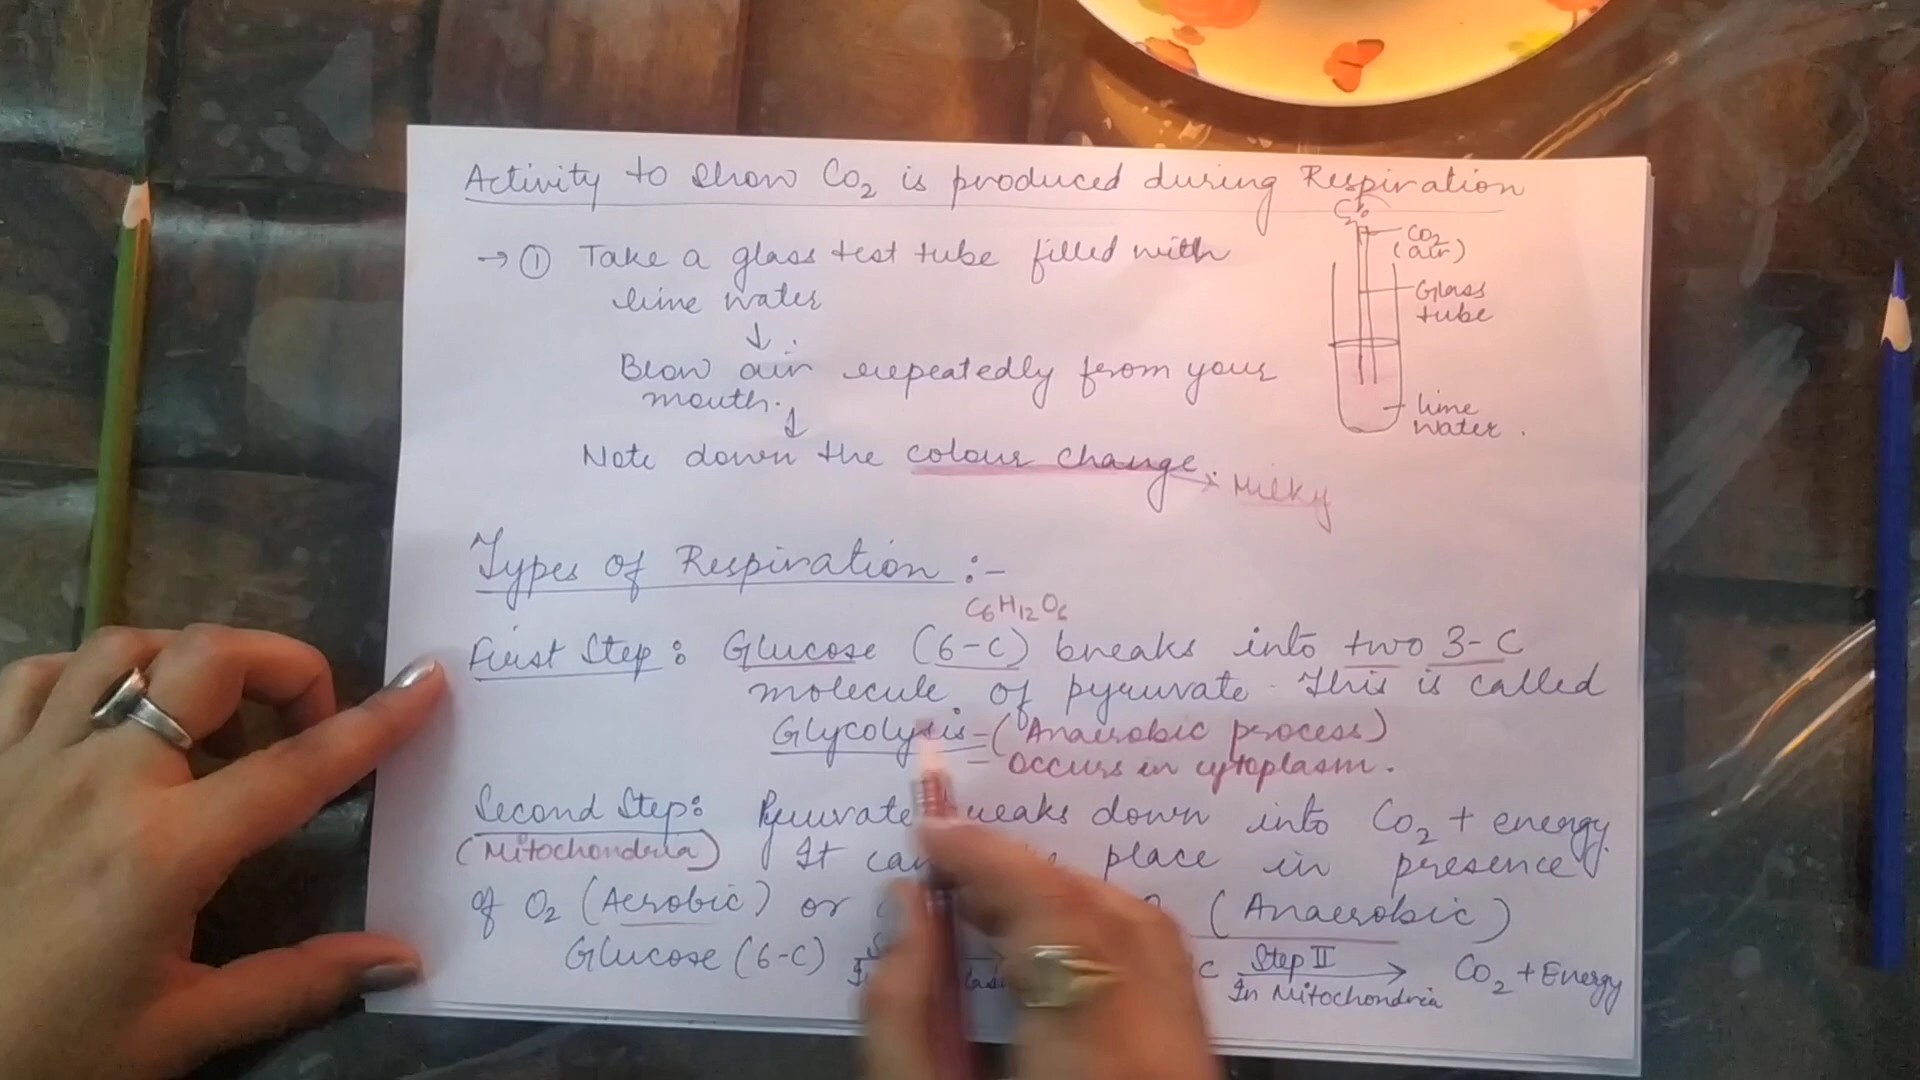 Activity to show CO2 is produced during Respiration
→ ① Take a glass test tube filled with
lime water
↓
Blow air repeatedly from your
mouth.
↓
Note down the colour change. → Milky
CO2
(air)
Glass
tube
lime
water.
Types of Respiration :-
C6H12O6
First Step: Glucose (6-C) breaks into two 3-C
molecule of pyruvate. This is called
Glycolysis - (Anaerobic process)
- Occurs in cytoplasm.
Second Step: Pyruvate breaks down into CO2 + energy.
(Mitochondria) It can place in presence
of O2 (Aerobic) or (Anaerobic)
Glucose (6-C) C Step II → CO2 + Energy
In Mitochondria